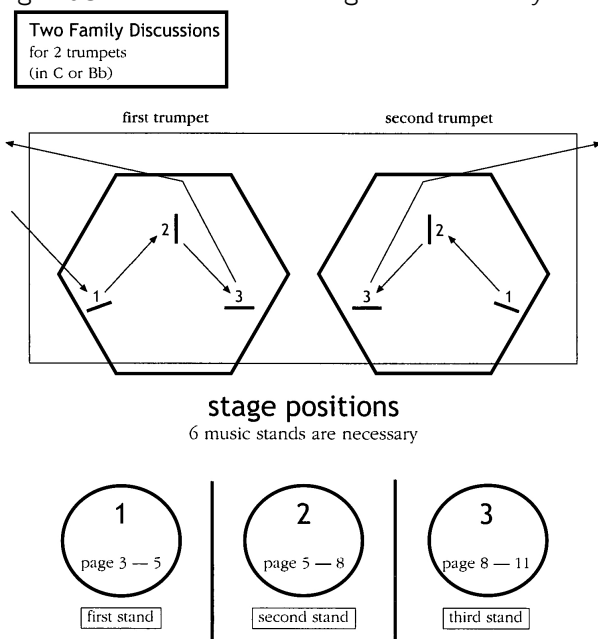 Two Family Discussions
for 2 trumpets
(in C or Bb)
first trumpet
second trumpet
2
1
3
2
3
1
stage positions
6 music stands are necessary
1
page 3 — 5
first stand
2
page 5 — 8
second stand
3
page 8 — 11
third stand